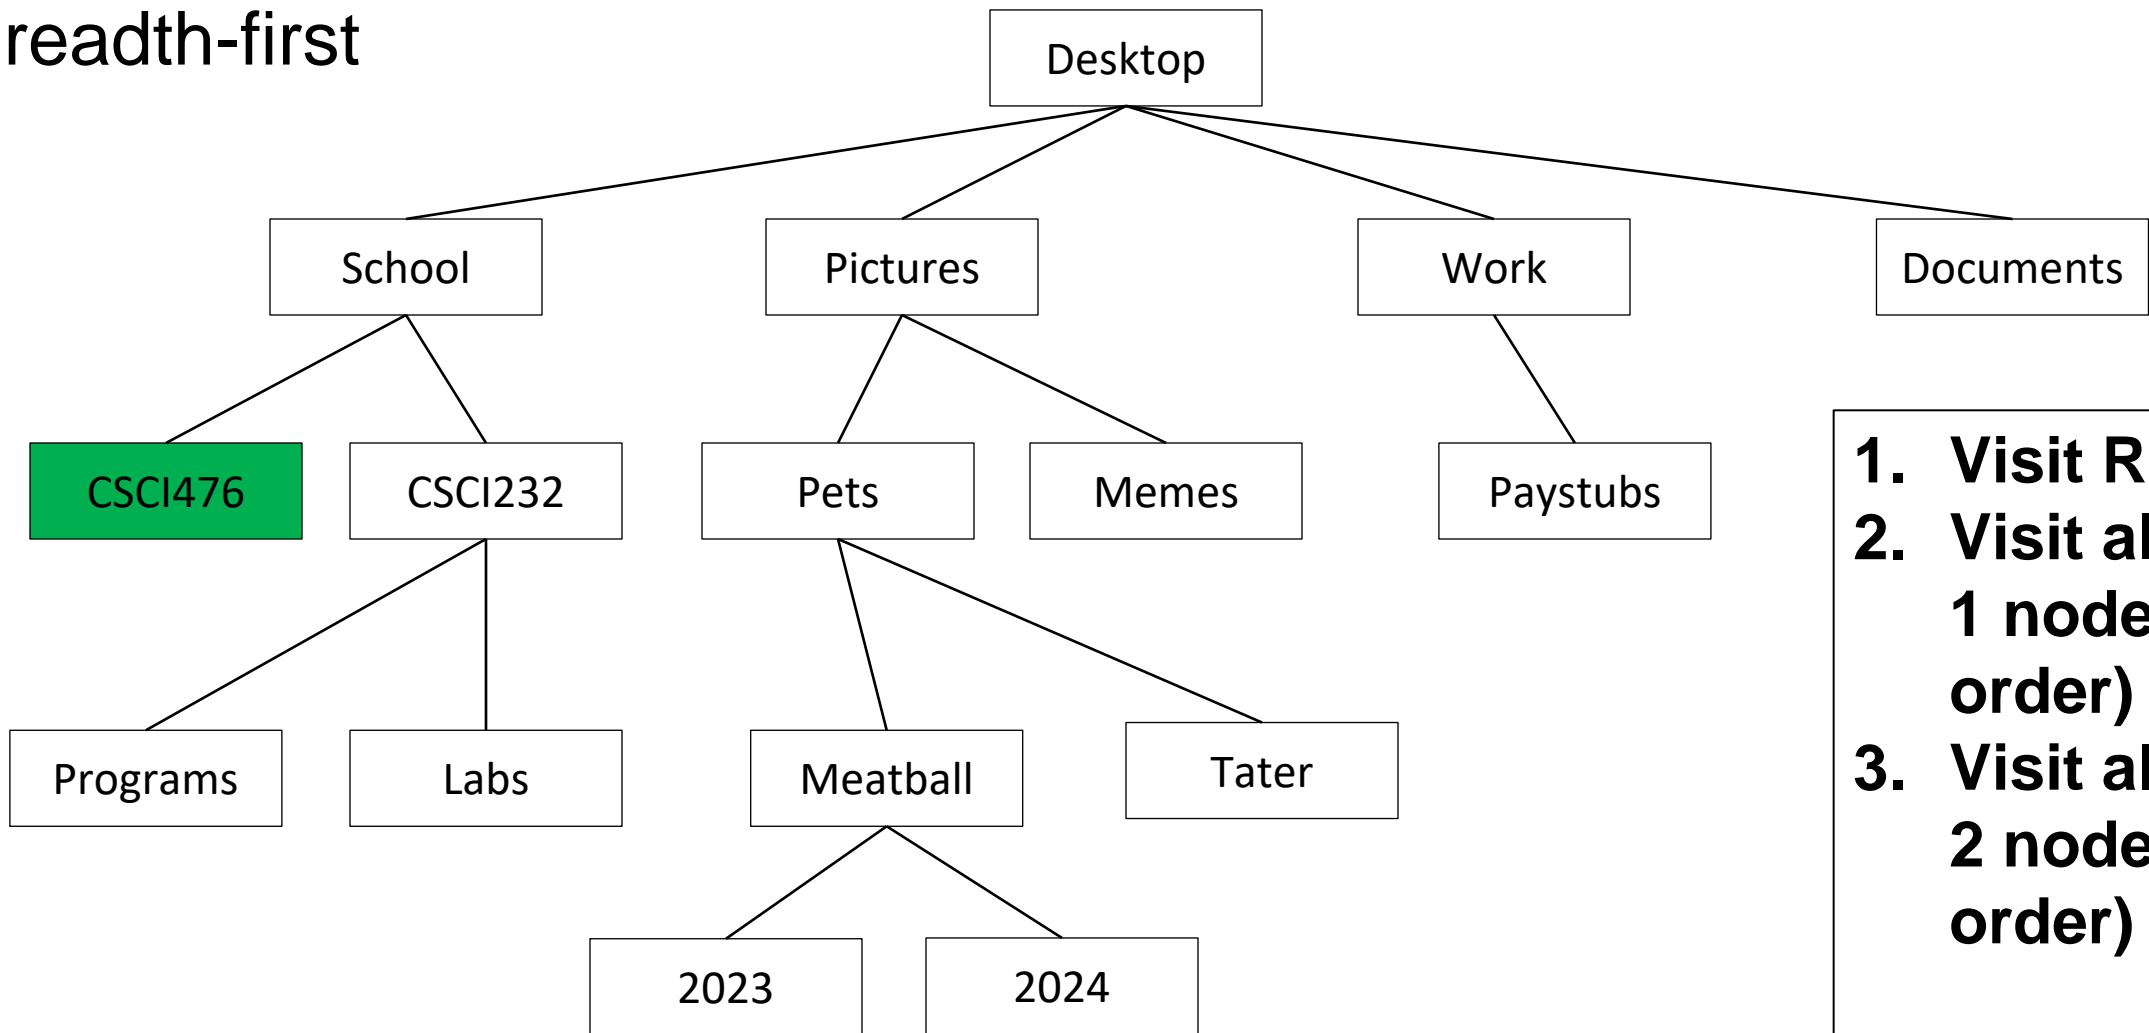 readth-first
Desktop
School Pictures Work Documents
CSCI476 CSCI232 Pets Memes Paystubs
1. Visit R
2. Visit al
1 node
order)
3. Visit al
2 node
order)
Programs Labs Meatball Tater
2023 2024